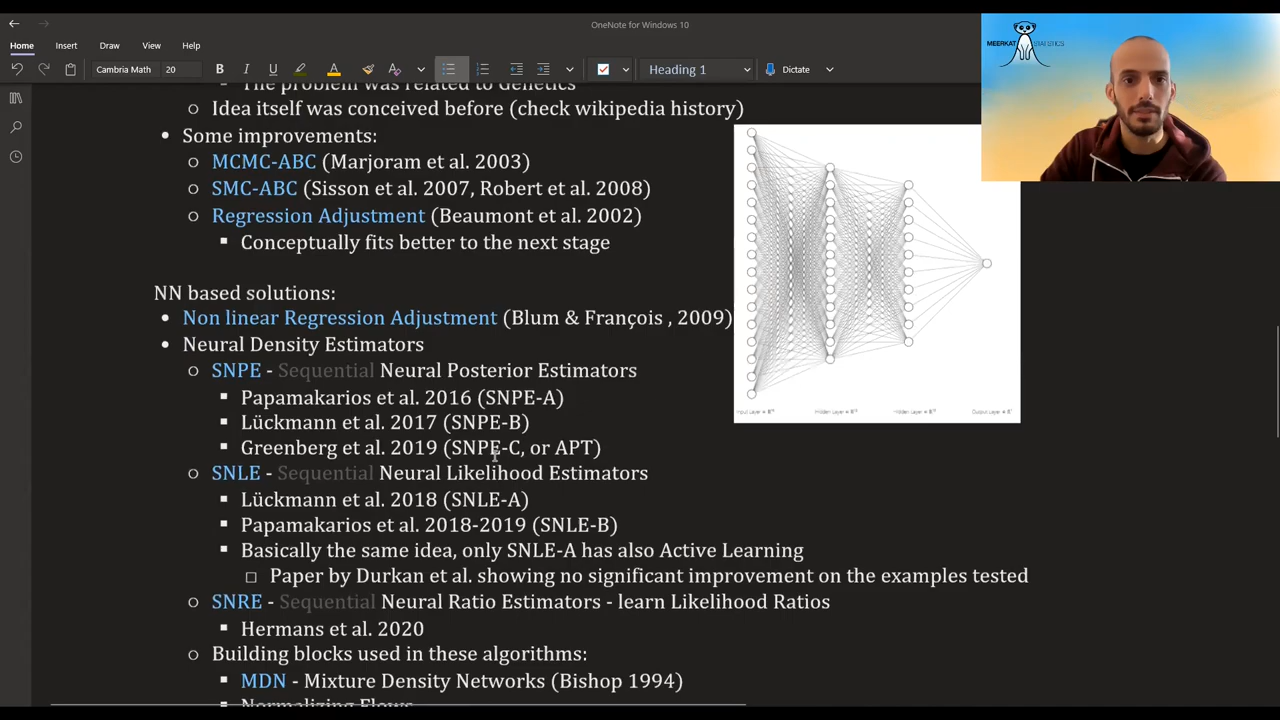 OneNote for Windows 10
Home Insert Draw View Help
Cambria Math 20 B I U A Heading 1 Dictate
MEERKAT STATISTICS
The problem was related to Genetics
Idea itself was conceived before (check wikipedia history)
Some improvements:
MCMC-ABC (Marjoram et al. 2003)
SMC-ABC (Sisson et al. 2007, Robert et al. 2008)
Regression Adjustment (Beaumont et al. 2002)
Conceptually fits better to the next stage
NN based solutions:
Non linear Regression Adjustment (Blum & François , 2009)
Neural Density Estimators
SNPE - Sequential Neural Posterior Estimators
Papamakarios et al. 2016 (SNPE-A)
Lückmann et al. 2017 (SNPE-B)
Greenberg et al. 2019 (SNPE-C, or APT)
SNLE - Sequential Neural Likelihood Estimators
Lückmann et al. 2018 (SNLE-A)
Papamakarios et al. 2018-2019 (SNLE-B)
Basically the same idea, only SNLE-A has also Active Learning
Paper by Durkan et al. showing no significant improvement on the examples tested
SNRE - Sequential Neural Ratio Estimators - learn Likelihood Ratios
Hermans et al. 2020
Building blocks used in these algorithms:
MDN - Mixture Density Networks (Bishop 1994)
Normalizing Flows